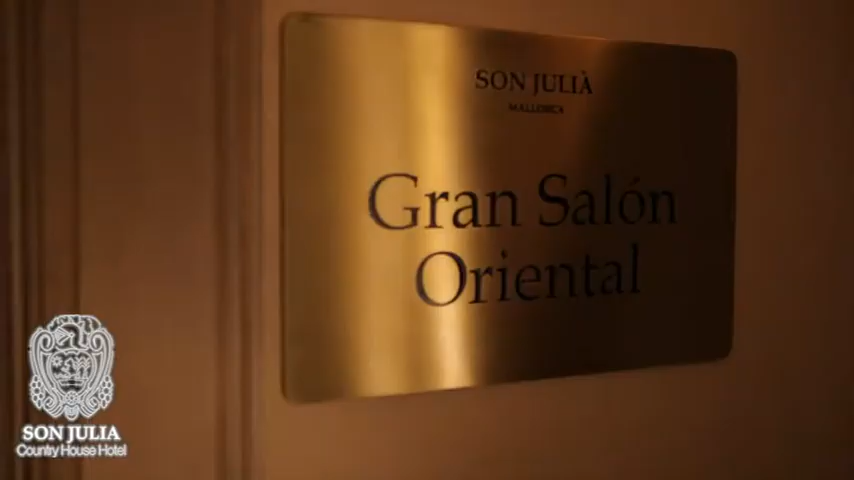 SON JULIÀ
MALLORCA
Gran Salón
Oriental
SON JULIA
Country House Hotel